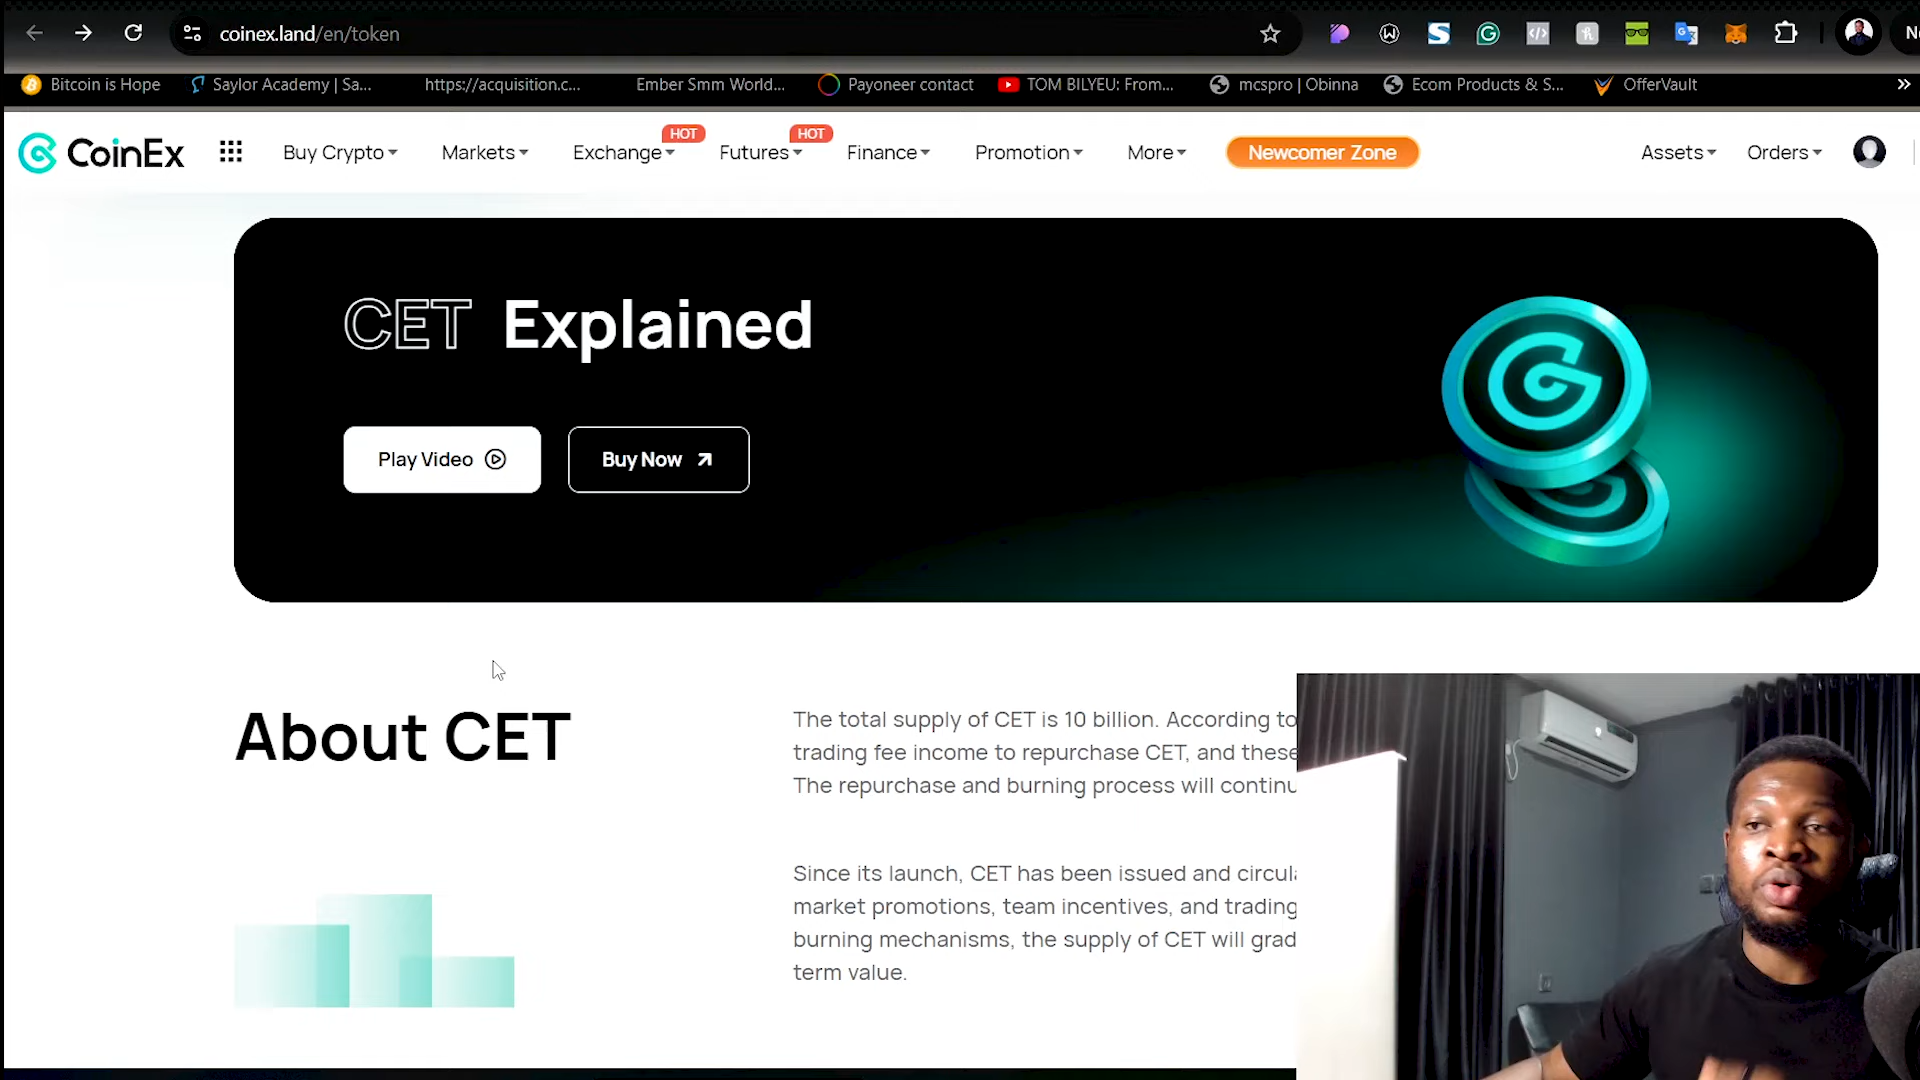 coinex.land/en/token
Bitcoin is Hope
Saylor Academy | Sa...
https://acquisition.c...
Ember Smm World...
Payoneer contact
TOM BILYEU: From...
mcspro | Obinna
Ecom Products & S...
OfferVault
CoinEx
Buy Crypto
Markets
Exchange
HOT
Futures
HOT
Finance
Promotion
More
Newcomer Zone
Assets
Orders
CET Explained
Play Video
Buy Now
About CET
The total supply of CET is 10 billion. According to
trading fee income to repurchase CET, and these
The repurchase and burning process will continu
Since its launch, CET has been issued and circula
market promotions, team incentives, and trading
burning mechanisms, the supply of CET will grad
term value.